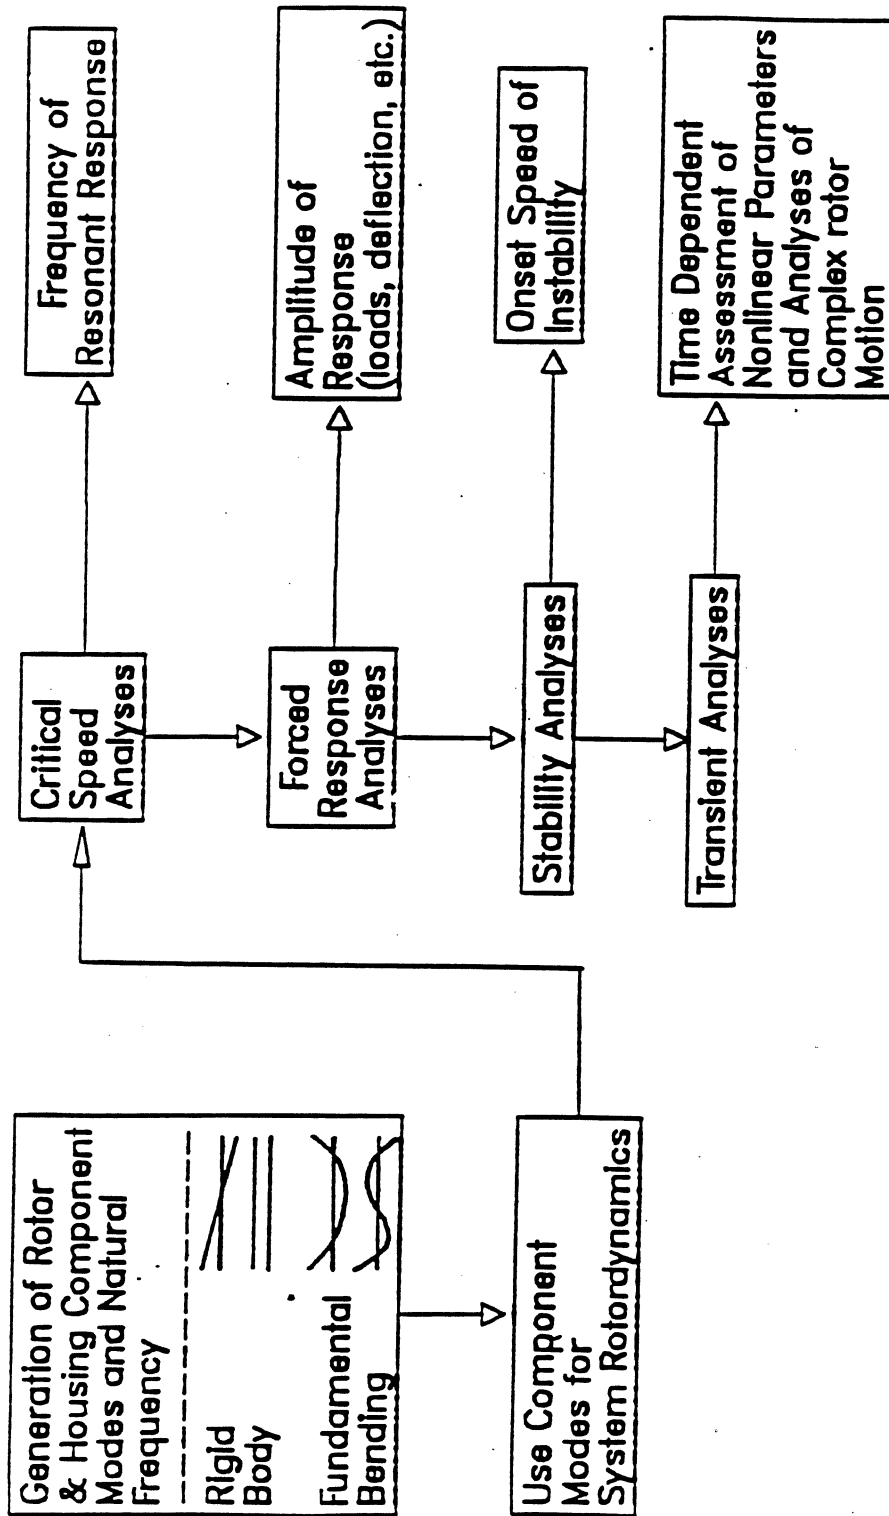 Generation of Rotor
& Housing Component
Modes and Natural
Frequency
Rigid
Body
Fundamental
Bending
Use Component
Modes for
System Rotordynamics
Critical
Speed
Analyses
Frequency of
Resonant Response
Forced
Response
Analyses
Amplitude of
Response
(loads, deflection, etc.)
Stability Analyses
Onset Speed of
Instability
Transient Analyses
Time Dependent
Assessment of
Nonlinear Parameters
and Analyses of
Complex rotor
Motion